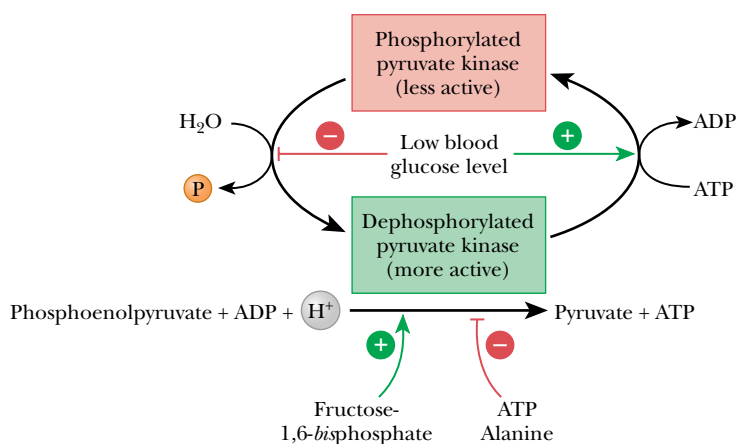 Phosphorylated
pyruvate kinase
(less active)
H₂O
−
Low blood
glucose level
+
ADP
P
ATP
Dephosphorylated
pyruvate kinase
(more active)
Phosphoenolpyruvate + ADP + H⁺
Pyruvate + ATP
+
−
Fructose-
1,6-bisphosphate
ATP
Alanine